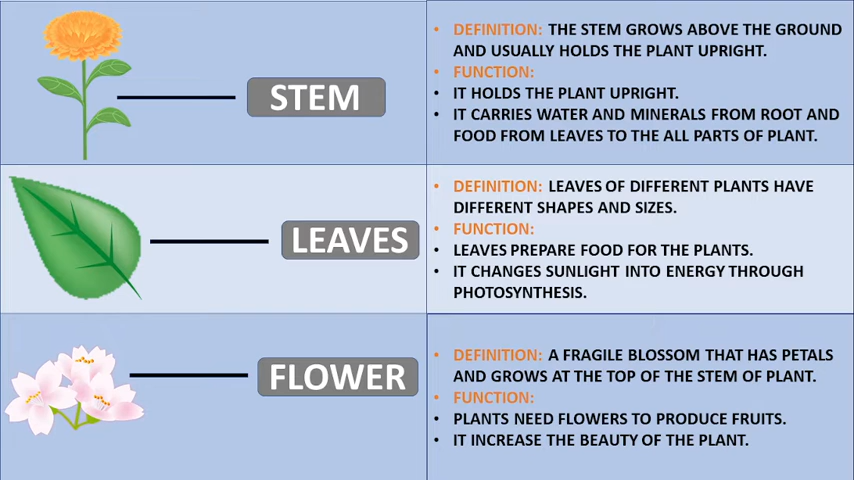 STEM
• DEFINITION: THE STEM GROWS ABOVE THE GROUND
AND USUALLY HOLDS THE PLANT UPRIGHT.
• FUNCTION:
• IT HOLDS THE PLANT UPRIGHT.
• IT CARRIES WATER AND MINERALS FROM ROOT AND
FOOD FROM LEAVES TO THE ALL PARTS OF PLANT.
LEAVES
• DEFINITION: LEAVES OF DIFFERENT PLANTS HAVE
DIFFERENT SHAPES AND SIZES.
• FUNCTION:
• LEAVES PREPARE FOOD FOR THE PLANTS.
• IT CHANGES SUNLIGHT INTO ENERGY THROUGH
PHOTOSYNTHESIS.
FLOWER
• DEFINITION: A FRAGILE BLOSSOM THAT HAS PETALS
AND GROWS AT THE TOP OF THE STEM OF PLANT.
• FUNCTION:
• PLANTS NEED FLOWERS TO PRODUCE FRUITS.
• IT INCREASE THE BEAUTY OF THE PLANT.